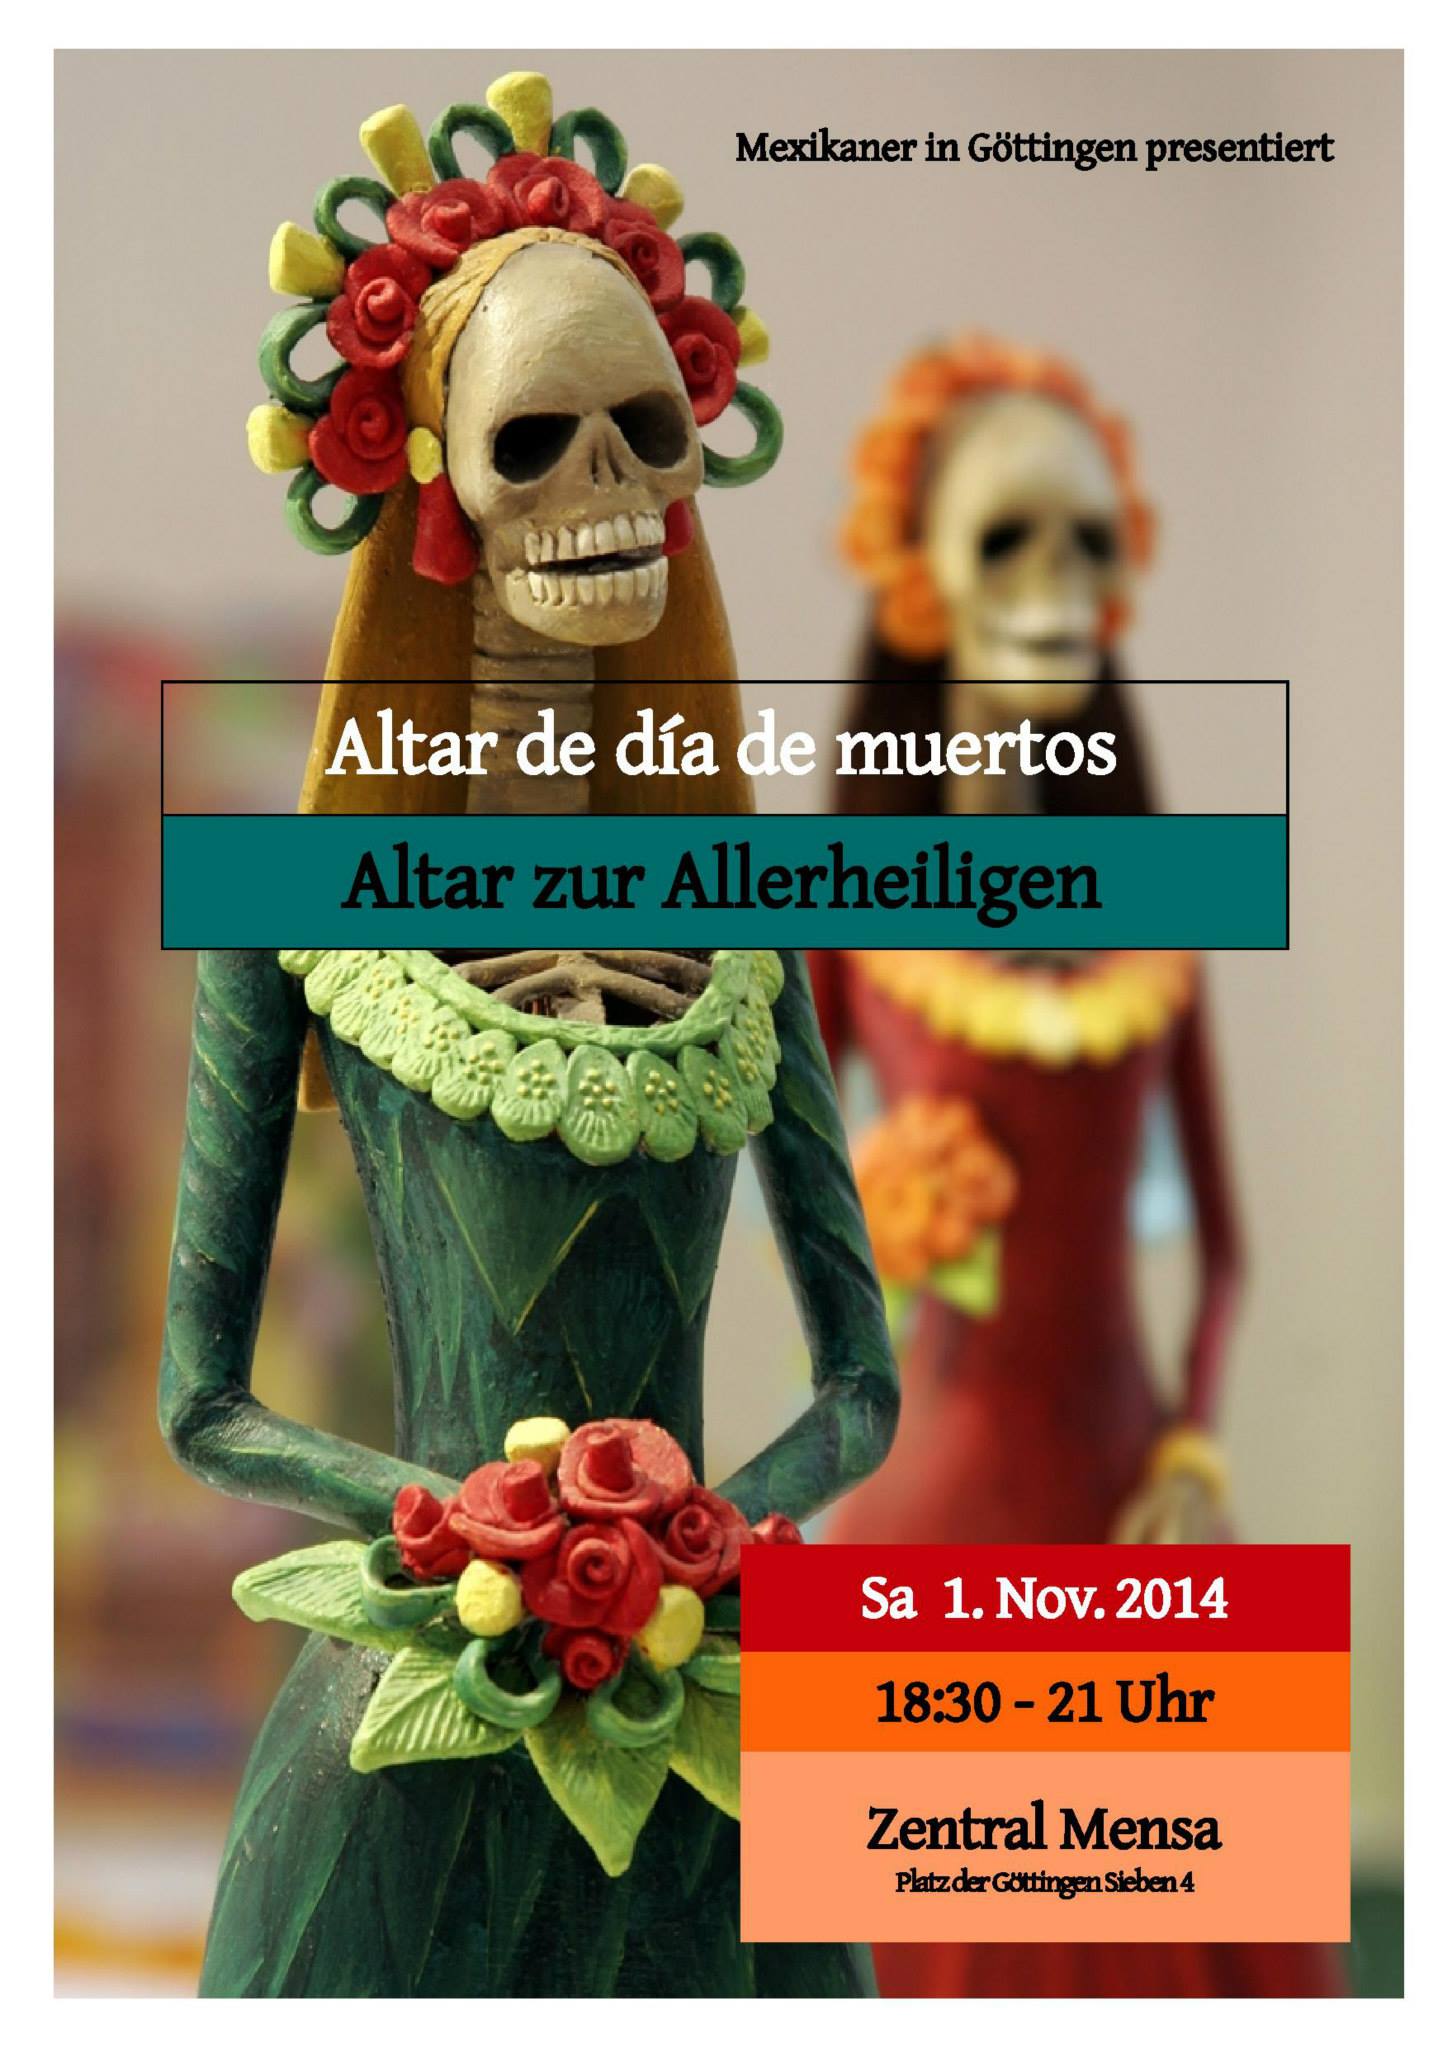 Mexikaner in Göttingen presentiert
Altar de día de muertos
Altar zur Allerheiligen
Sa 1. Nov. 2014
18:30 - 21 Uhr
Zentral Mensa
Platz der Göttingen Sieben 4